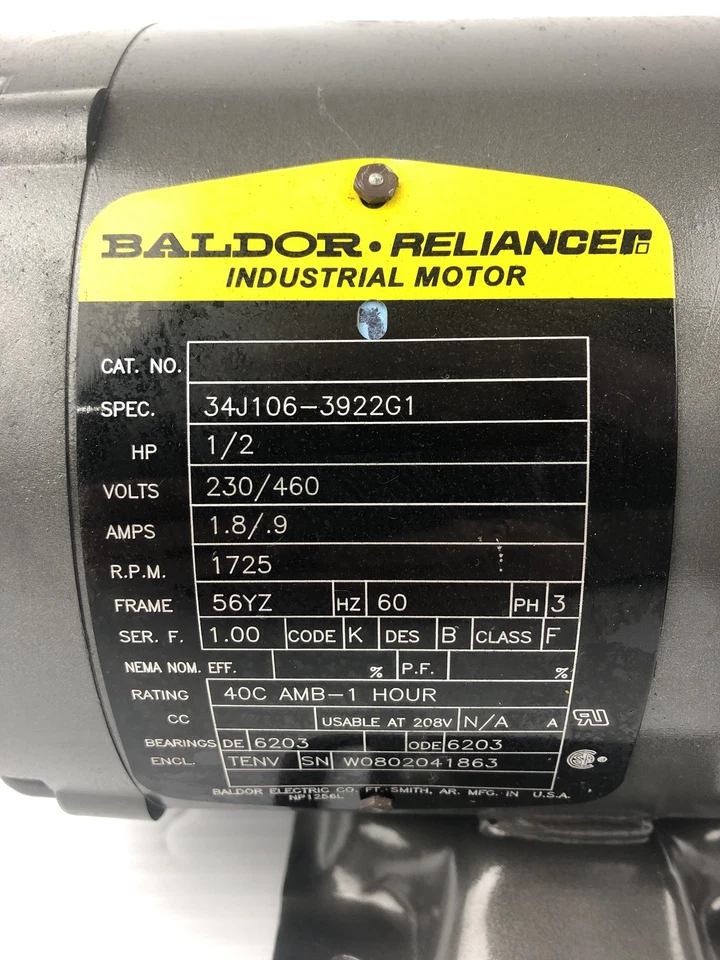 BALDOR • RELIANCE
INDUSTRIAL MOTOR
CAT. NO.
SPEC. 34J106-3922G1
HP 1/2
VOLTS 230/460
AMPS 1.8/.9
R.P.M. 1725
FRAME 56YZ HZ 60 PH 3
SER. F. 1.00 CODE K DES B CLASS F
NEMA NOM. EFF. % P.F. %
RATING 40C AMB-1 HOUR
CC USABLE AT 208V N/A A
BEARINGS DE 6203 ODE 6203
ENCL. TENV SN W0802041863
BALDOR ELECTRIC CO. FT. SMITH, AR. MFG. IN U.S.A.
NP1256L